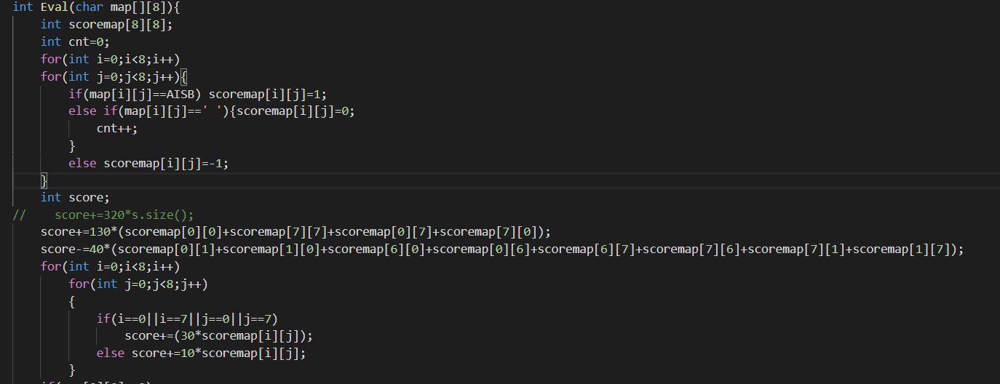 int Eval(char map[][8]){
    int scoremap[8][8];
    int cnt=0;
    for(int i=0;i<8;i++)
    for(int j=0;j<8;j++){
        if(map[i][j]==AISB) scoremap[i][j]=1;
        else if(map[i][j]==' '){scoremap[i][j]=0;
            cnt++;
        }
        else scoremap[i][j]=-1;
    }
    int score;
//    score+=320*s.size();
    score+=130*(scoremap[0][0]+scoremap[7][7]+scoremap[0][7]+scoremap[7][0]);
    score-=40*(scoremap[0][1]+scoremap[1][0]+scoremap[6][0]+scoremap[0][6]+scoremap[6][7]+scoremap[7][6]+scoremap[7][1]+scoremap[1][7]);
    for(int i=0;i<8;i++)
        for(int j=0;j<8;j++)
        {
            if(i==0||i==7||j==0||j==7)
                score+=(30*scoremap[i][j]);
            else score+=10*scoremap[i][j];
        }